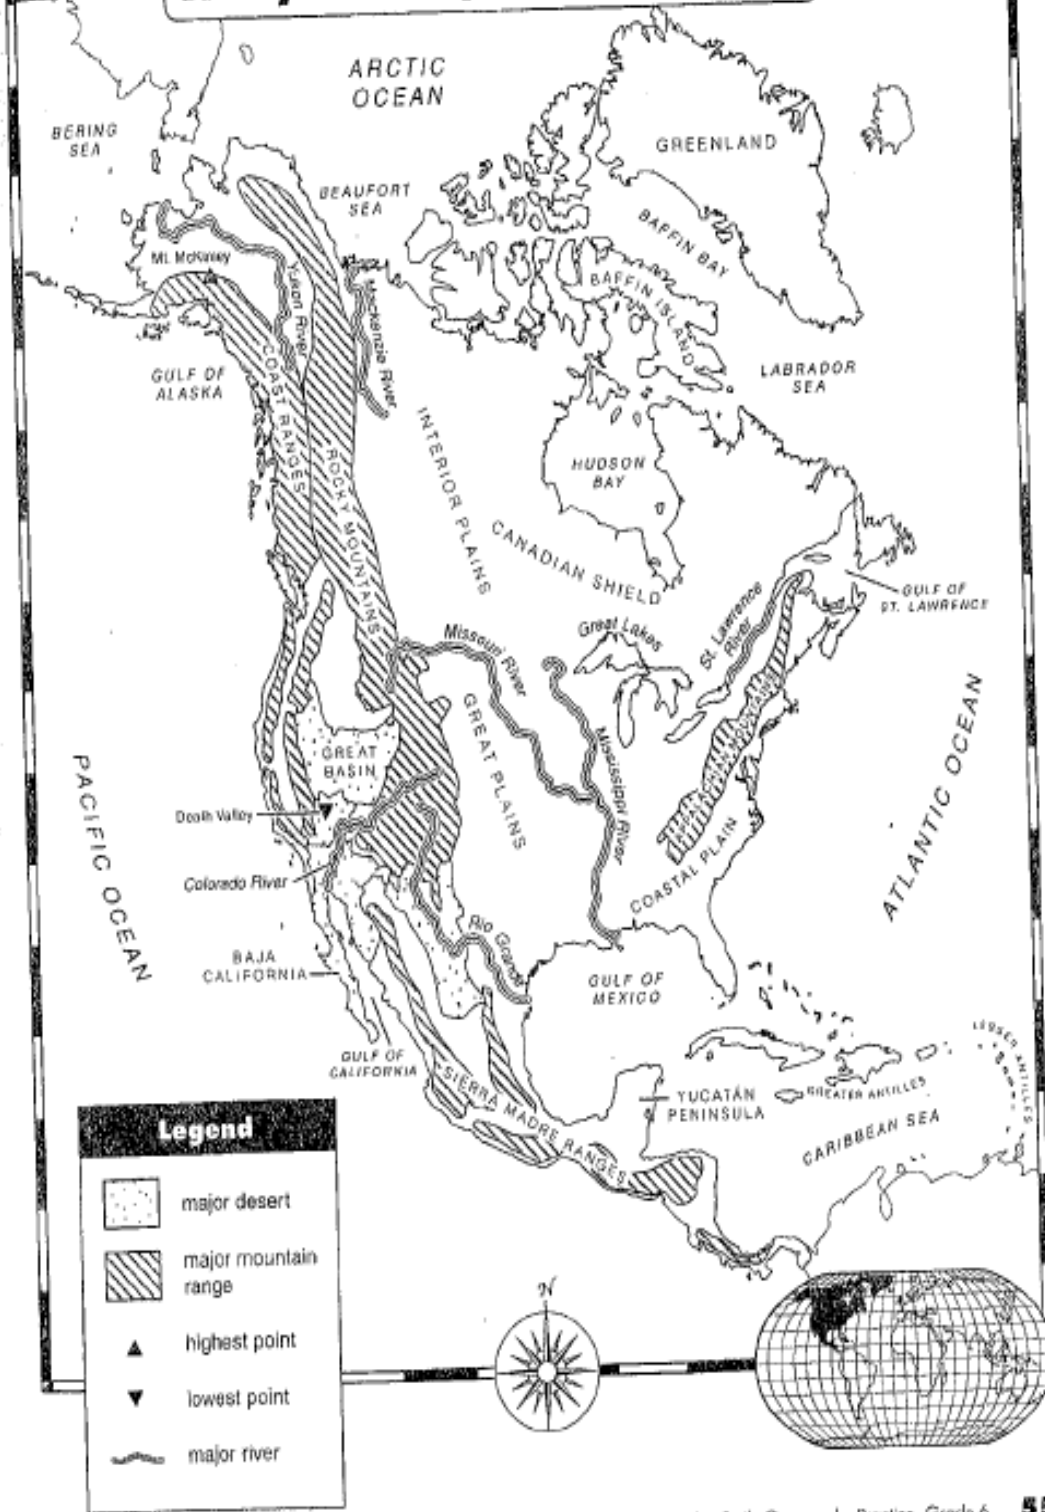 ARCTIC
OCEAN
BERING
SEA
GREENLAND
BEAUFORT
SEA
BAFFIN BAY
Mt. McKinley
BAFFIN ISLAND
Yukon River
Mackenzie River
LABRADOR
SEA
GULF OF
ALASKA
COAST RANGES
INTERIOR PLAINS
ROCKY MOUNTAINS
HUDSON
BAY
CANADIAN SHIELD
GULF OF
ST. LAWRENCE
St. Lawrence
River
Great Lakes
Missouri River
GREAT PLAINS
GREAT
BASIN
Mississippi River
PACIFIC OCEAN
ATLANTIC OCEAN
Death Valley
COASTAL PLAIN
Colorado River
Rio Grande
BAJA
CALIFORNIA
GULF OF
MEXICO
GULF OF
CALIFORNIA
LESSER ANTILLES
SIERRA MADRE RANGES
YUCATÁN
PENINSULA
GREATER ANTILLES
CARIBBEAN SEA
Legend
major desert
major mountain
range
highest point
lowest point
major river
N
Grade 6